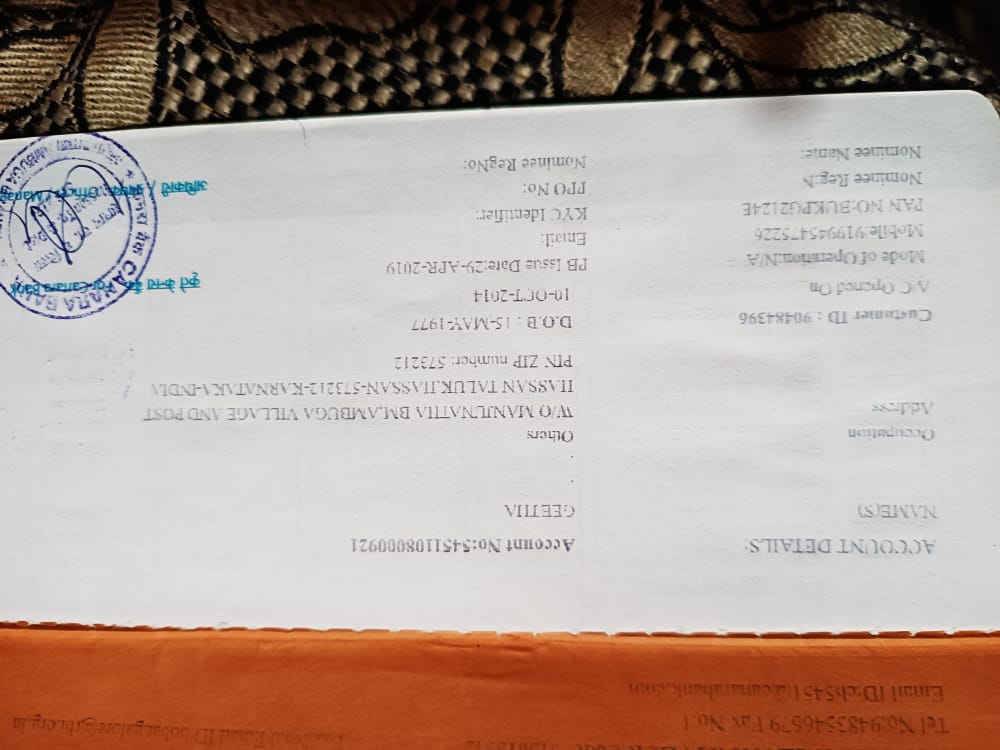 Tel No:9483546679 Fax No:1
Email ID:cb5451@canarabank.com
ACCOUNT DETAILS: Account No:5451108000921
NAME(S) GEETHA
Occupation Others
Address W/O MANJUNATHA BM,AMBUGA VILLAGE AND POST
HASSAN TALUK,HASSAN-573212-KARNATAKA-INDIA
PIN ZIP number: 573212
Customer ID : 90484396 D.O.B : 15-MAY-1977
A/C Opened On 10-OCT-2014
Mode of Operation:N/A PB Issue Date:29-APR-2019
Mobile:919945475226 Email:
PAN NO:BUKPG2124E KYC Identifier:
Nominee Reg:N PPO No:
Nominee Name: Nominee RegNo:
कृते केनरा बैंक For Canara Bank
अधिकारी / Officer / Manag
केनरा बैंक CANARA BANK